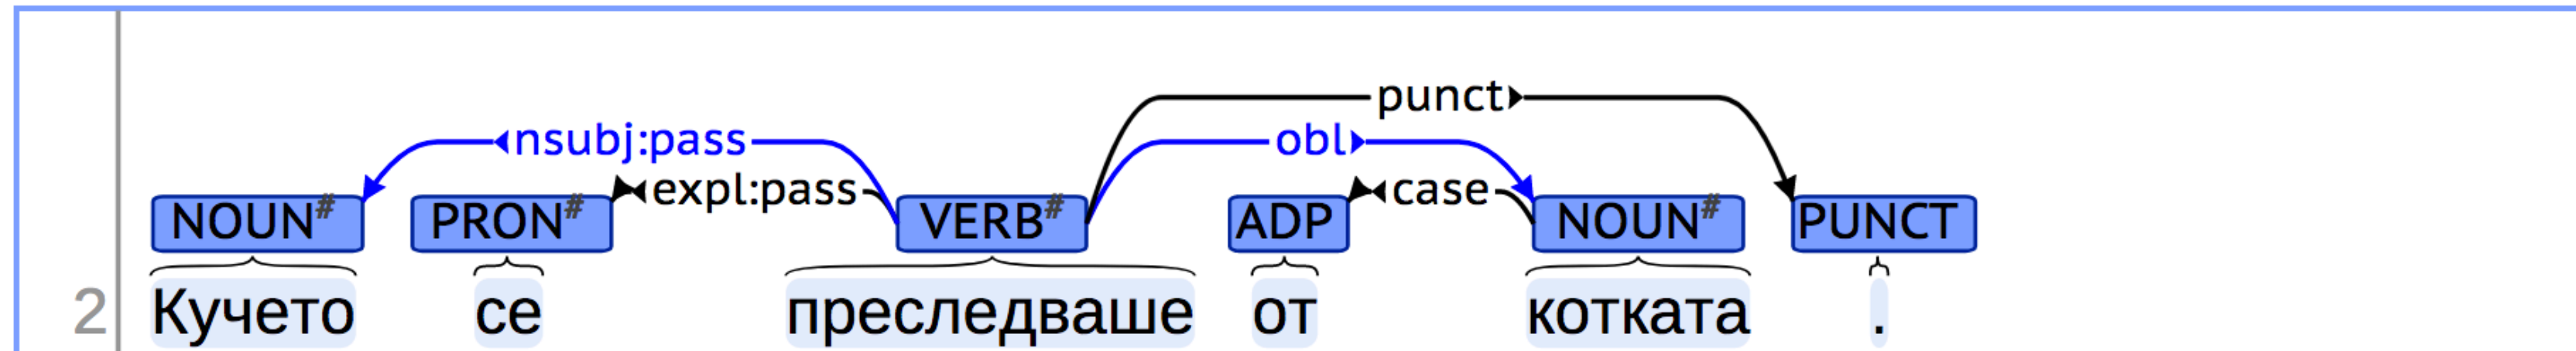 punct
nsubj:pass obl
expl:pass case
NOUN# PRON# VERB# ADP NOUN# PUNCT
2 Кучето се преследваше от котката .